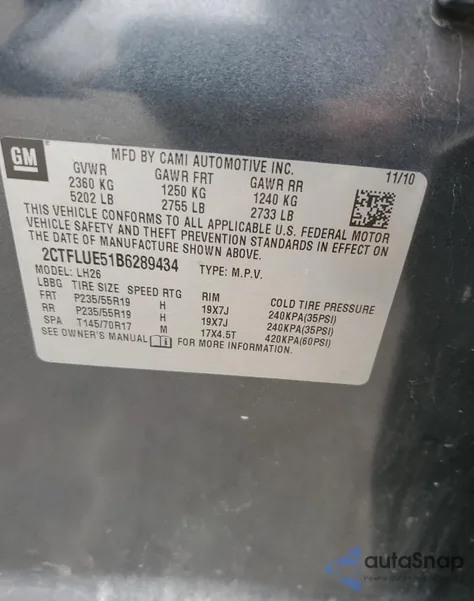 GM
MFD BY CAMI AUTOMOTIVE INC.
11/10
GVWR GAWR FRT GAWR RR
2360 KG 1250 KG 1240 KG
5202 LB 2755 LB 2733 LB
THIS VEHICLE CONFORMS TO ALL APPLICABLE U.S. FEDERAL MOTOR
VEHICLE SAFETY AND THEFT PREVENTION STANDARDS IN EFFECT ON
THE DATE OF MANUFACTURE SHOWN ABOVE.
2CTFLUE51B6289434 TYPE: M.P.V.
MODEL: LH26
LBBG TIRE SIZE SPEED RTG RIM COLD TIRE PRESSURE
FRT P235/55R19 H 19X7J 240KPA(35PSI)
RR P235/55R19 H 19X7J 240KPA(35PSI)
SPA T145/70R17 M 17X4.5T 420KPA(60PSI)
SEE OWNER'S MANUAL FOR MORE INFORMATION.
autaSnap